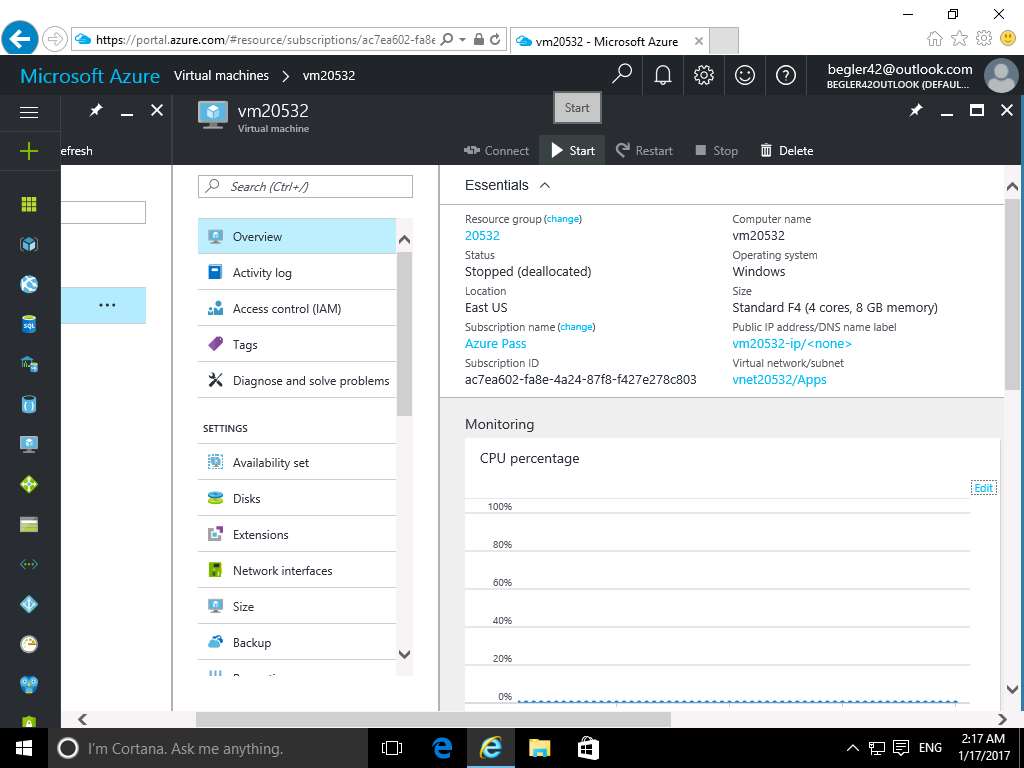 https://portal.azure.com/#resource/subscriptions/ac7ea602-fa8e
vm20532 - Microsoft Azure
Microsoft Azure
Virtual machines > vm20532
begler42@outlook.com
BEGLER42OUTLOOK (DEFAUL...
vm20532
Virtual machine
Start
efresh
Connect
Start
Restart
Stop
Delete
Search (Ctrl+/)
Overview
Activity log
Access control (IAM)
Tags
Diagnose and solve problems
SETTINGS
Availability set
Disks
Extensions
Network interfaces
Size
Backup
Essentials
Resource group (change)
20532
Status
Stopped (deallocated)
Location
East US
Subscription name (change)
Azure Pass
Subscription ID
ac7ea602-fa8e-4a24-87f8-f427e278c803
Computer name
vm20532
Operating system
Windows
Size
Standard F4 (4 cores, 8 GB memory)
Public IP address/DNS name label
vm20532-ip/<none>
Virtual network/subnet
vnet20532/Apps
Monitoring
CPU percentage
Edit
100%
80%
60%
40%
20%
0%
SQL
I'm Cortana. Ask me anything.
ENG
2:17 AM
1/17/2017